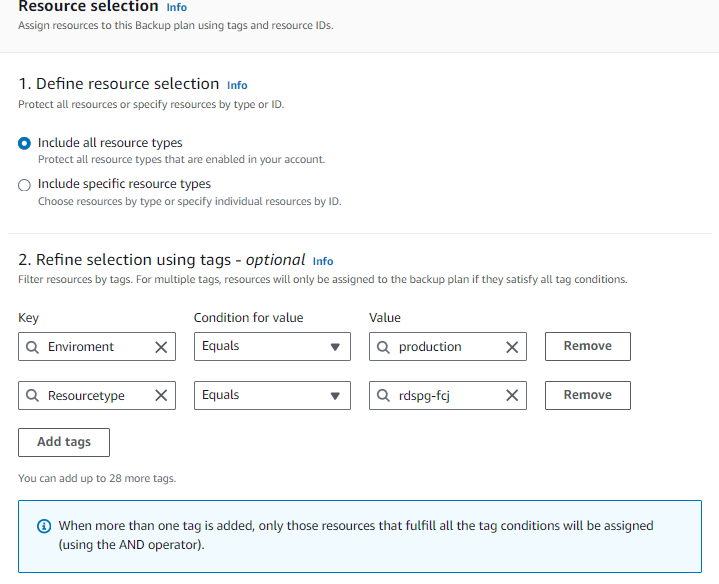 Resource selection Info
Assign resources to this Backup plan using tags and resource IDs.
1. Define resource selection Info
Protect all resources or specify resources by type or ID.
Include all resource types
Protect all resource types that are enabled in your account.
Include specific resource types
Choose resources by type or specify individual resources by ID.
2. Refine selection using tags - optional Info
Filter resources by tags. For multiple tags, resources will only be assigned to the backup plan if they satisfy all tag conditions.
Key Condition for value Value
Enviroment Equals production Remove
Resourcetype Equals rdspg-fcj Remove
Add tags
You can add up to 28 more tags.
When more than one tag is added, only those resources that fulfill all the tag conditions will be assigned
(using the AND operator).